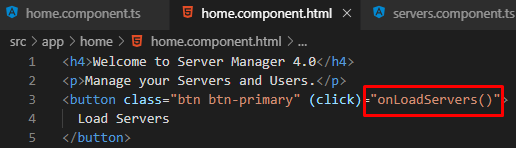 home.component.ts home.component.html × servers.component.ts
src > app > home > home.component.html > ...
1 <h4>Welcome to Server Manager 4.0</h4>
2 <p>Manage your Servers and Users.</p>
3 <button class="btn btn-primary" (click)="onLoadServers()">
4 Load Servers
5 </button>